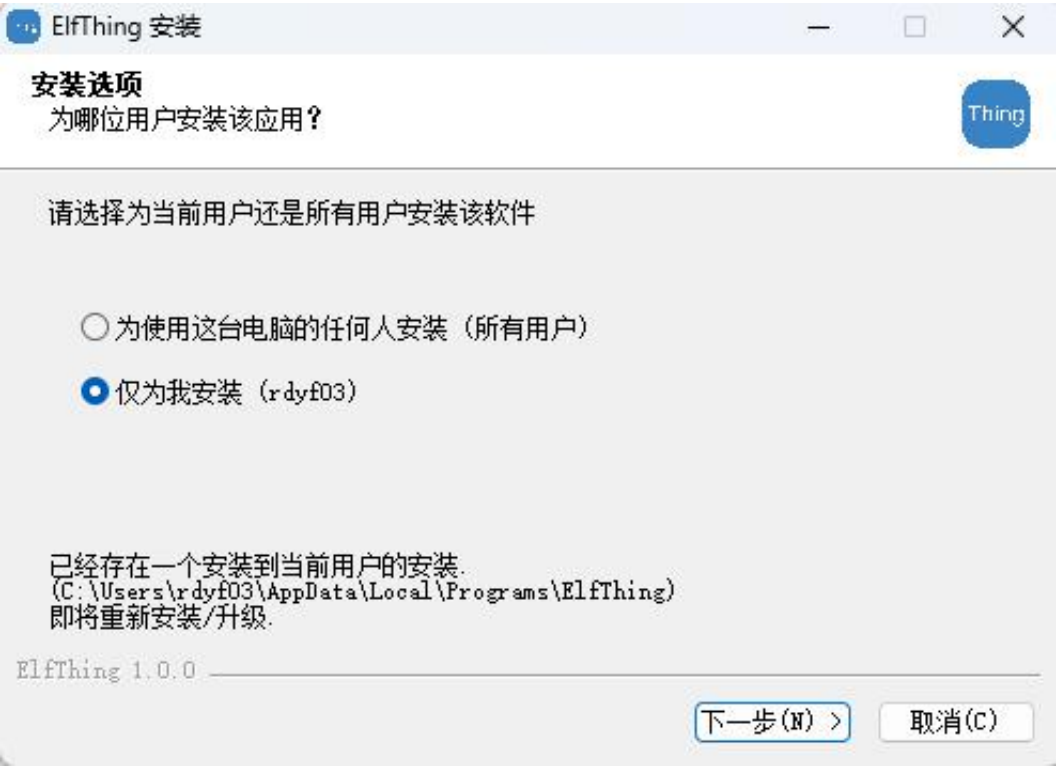 ElfThing 安装
安装选项
为哪位用户安装该应用？
Thing
请选择为当前用户还是所有用户安装该软件
为使用这台电脑的任何人安装（所有用户）
仅为我安装（rdyf03）
已经存在一个安装到当前用户的安装.
(C:\Users\rdyf03\AppData\Local\Programs\ElfThing)
即将重新安装/升级.
ElfThing 1.0.0
下一步(N) >
取消(C)